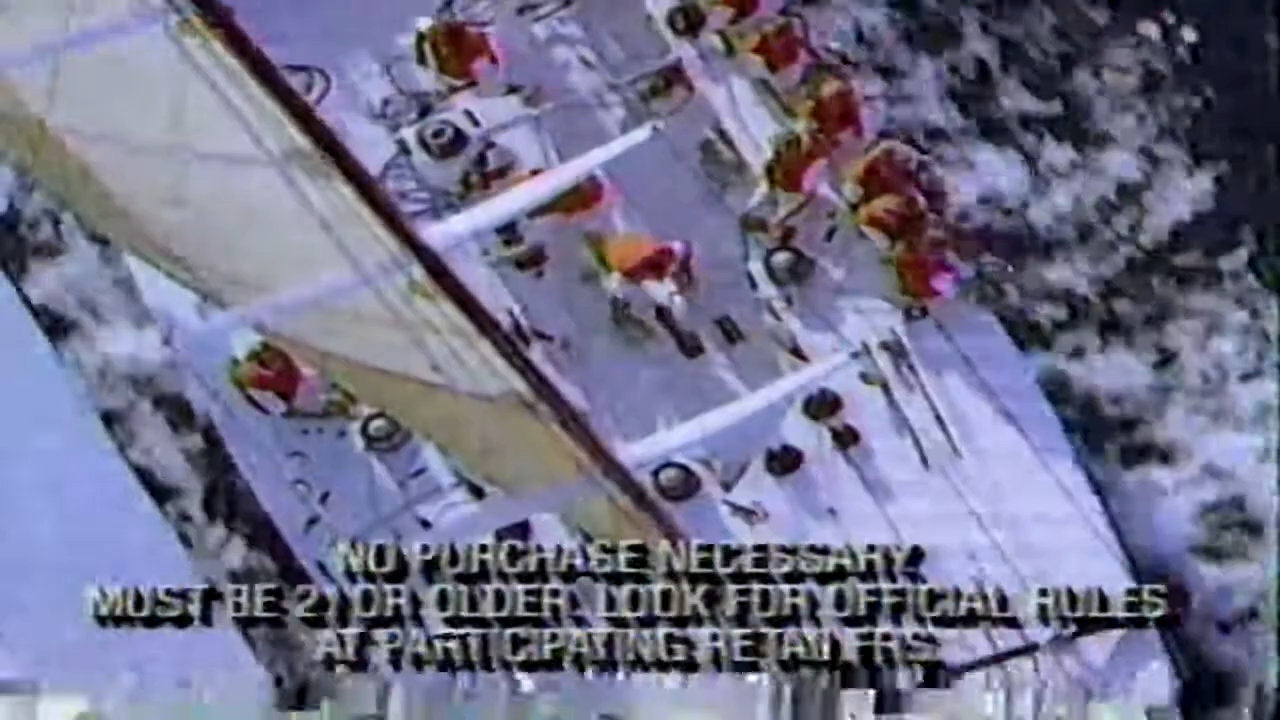 NO PURCHASE NECESSARY.
MUST BE 21 OR OLDER. LOOK FOR OFFICIAL RULES
AT PARTICIPATING RETAILERS.